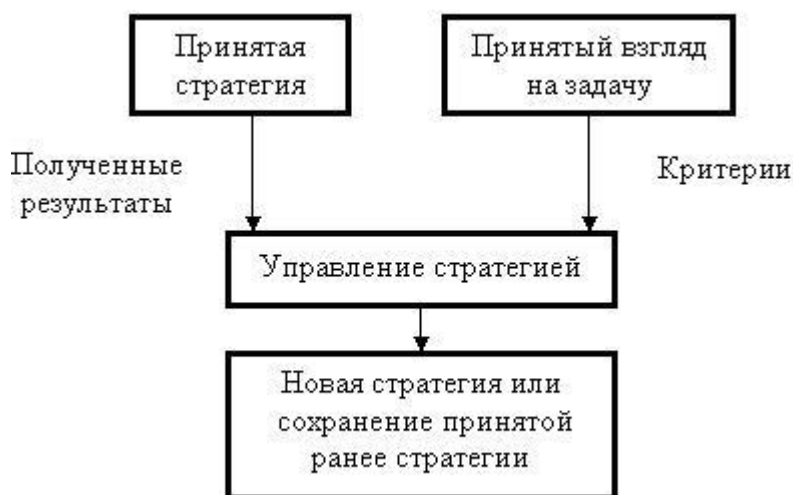 Принятая
стратегия
Принятый взгляд
на задачу
Полученные
результаты
Критерии
Управление стратегией
Новая стратегия или
сохранение принятой
ранее стратегии